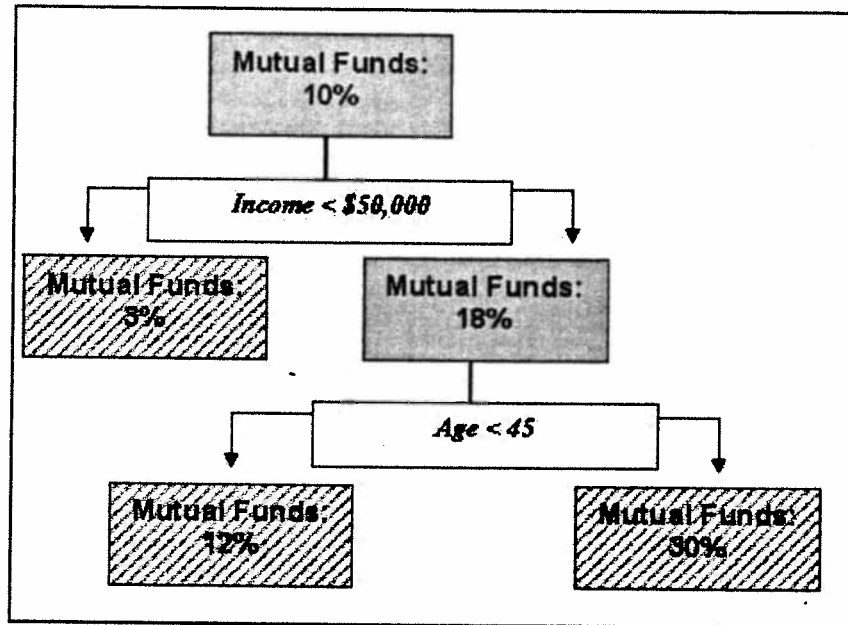 Mutual Funds:
10%
Income < $50,000
Mutual Funds:
3%
Mutual Funds:
18%
Age < 45
Mutual Funds:
12%
Mutual Funds:
30%